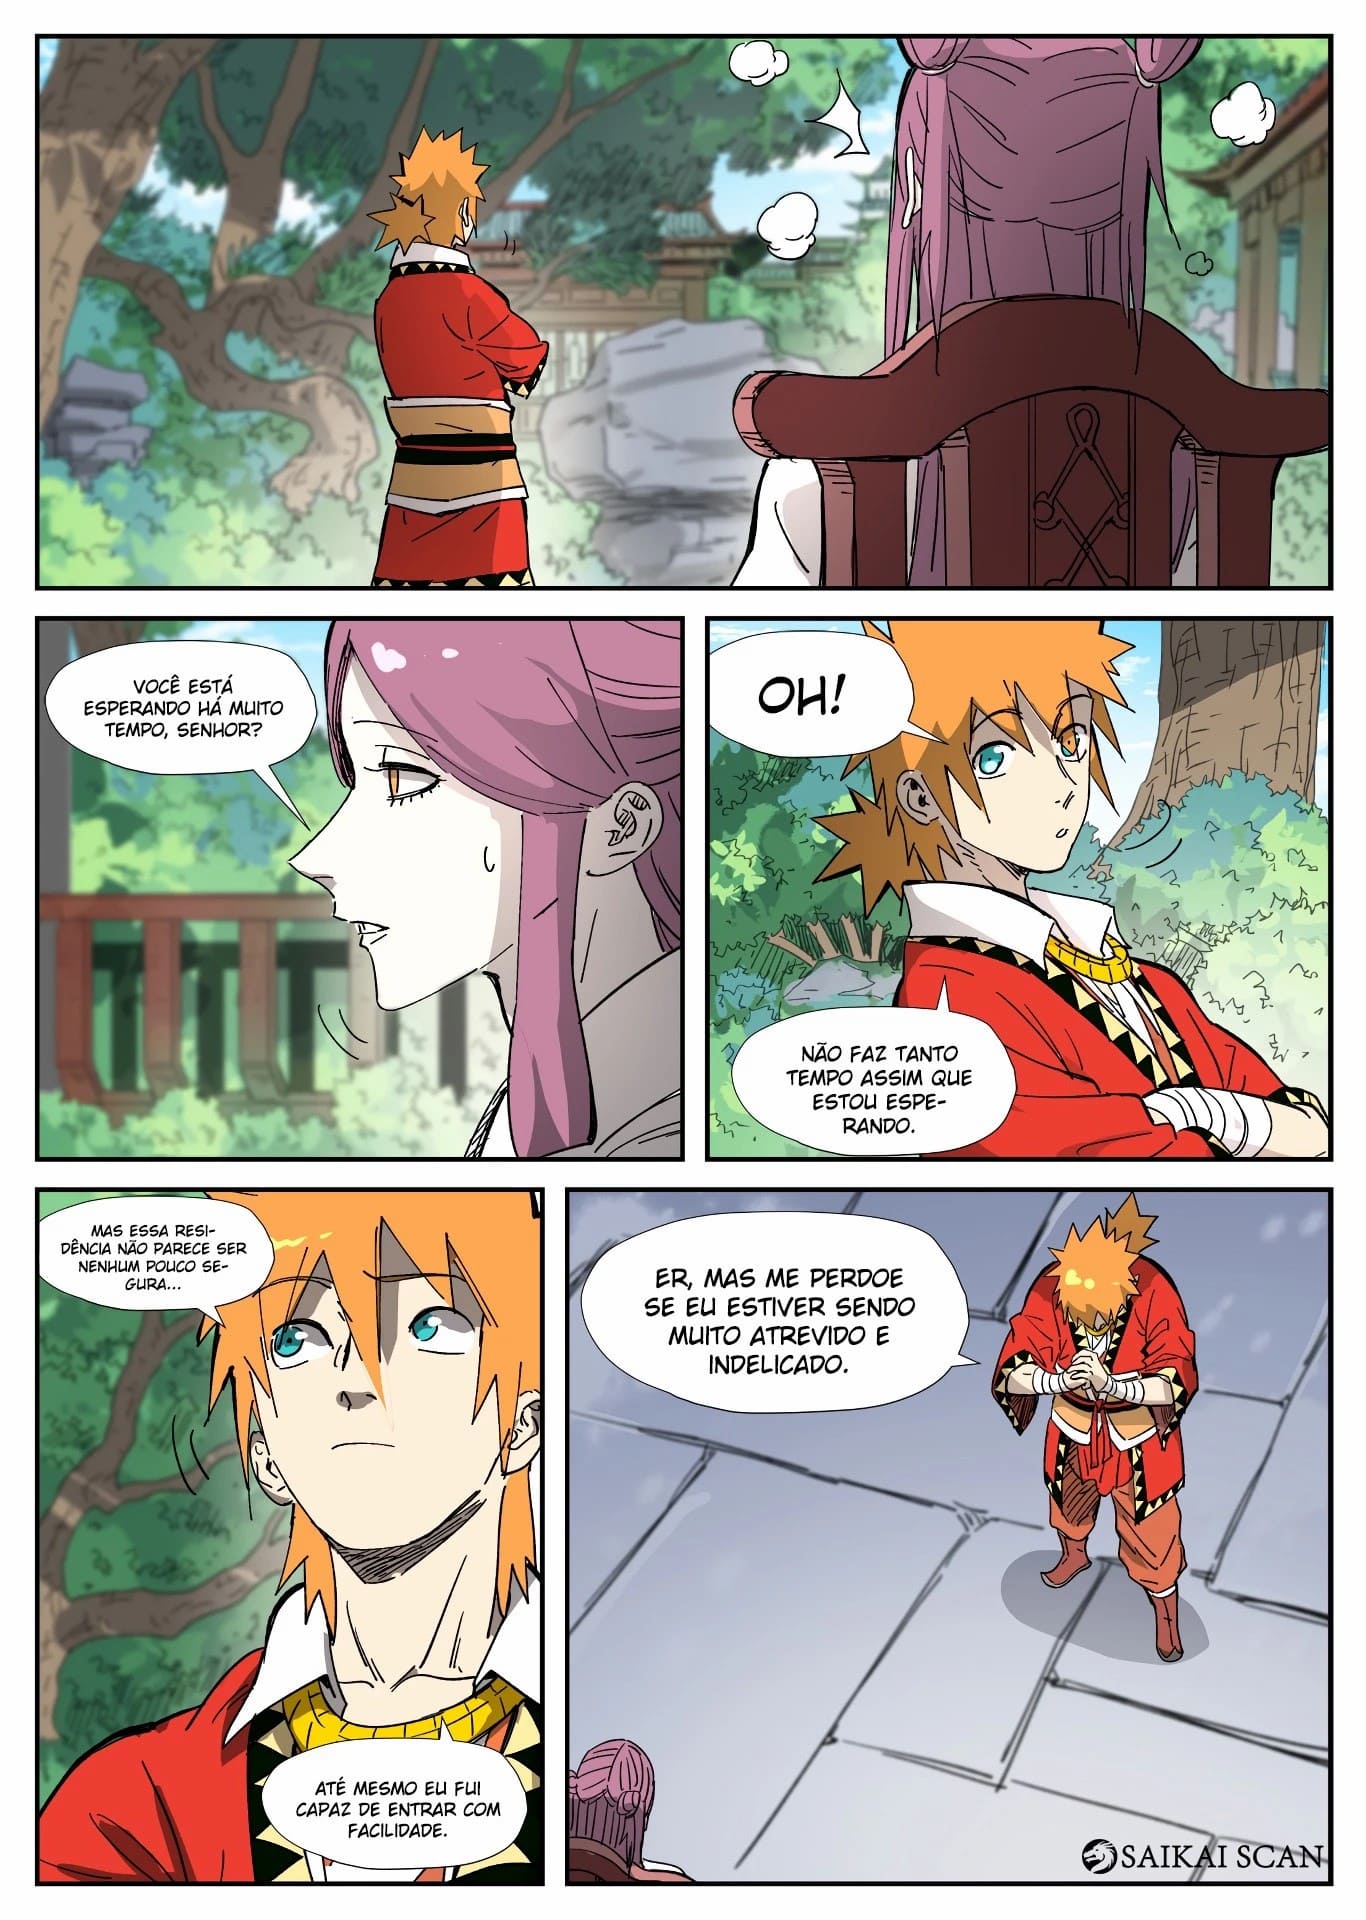 VOCÊ ESTÁ
ESPERANDO HÁ MUITO
TEMPO, SENHOR?
OH!
NÃO FAZ TANTO
TEMPO ASSIM QUE
ESTOU ESPE-
RANDO.
MAS ESSA RESI-
DÊNCIA NÃO PARECE SER
NENHUM POUCO SE-
GURA...
ATÉ MESMO EU FUI
CAPAZ DE ENTRAR COM
FACILIDADE.
ER, MAS ME PERDOE
SE EU ESTIVER SENDO
MUITO ATREVIDO E
INDELICADO.
SAIKAI SCAN